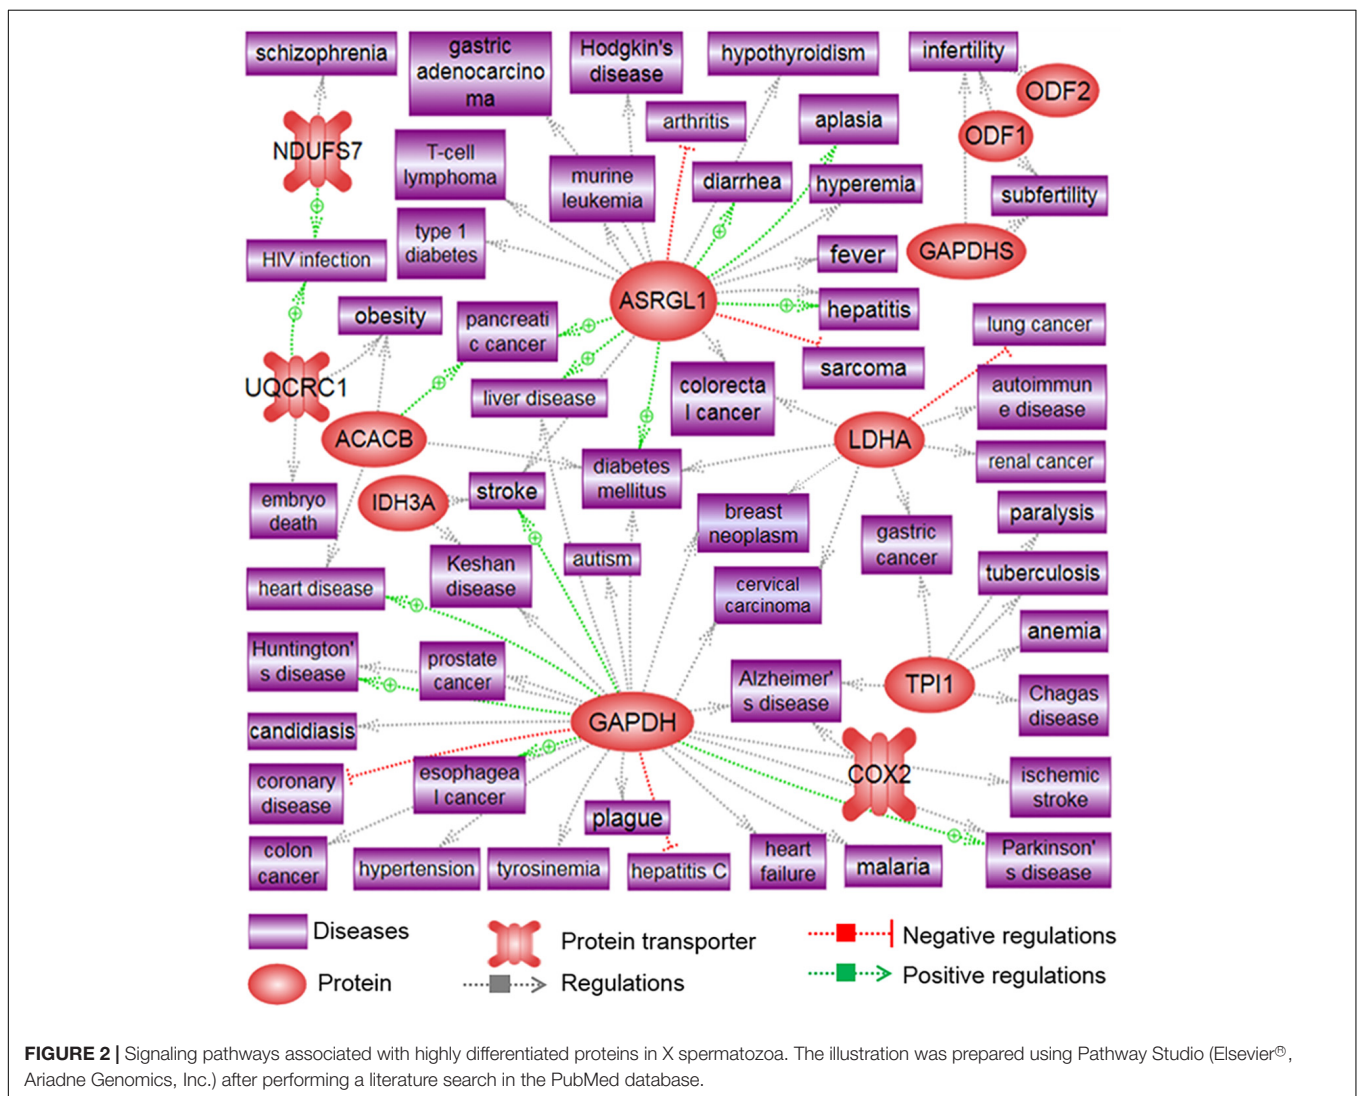 schizophrenia
gastric
adenocarcino
ma
Hodgkin's
disease
hypothyroidism
infertility
ODF2
arthritis
aplasia
ODF1
NDUFS7
T-cell
lymphoma
murine
leukemia
diarrhea
hyperemia
subfertility
type 1
diabetes
HIV infection
fever
GAPDHS
ASRGL1
obesity
pancreati
c cancer
hepatitis
lung cancer
sarcoma
UQCRC1
liver disease
colorecta
l cancer
autoimmun
e disease
ACACB
LDHA
diabetes
mellitus
renal cancer
embryo
death
IDH3A
stroke
breast
neoplasm
gastric
cancer
paralysis
Keshan
disease
autism
tuberculosis
heart disease
cervical
carcinoma
anemia
Huntington'
s disease
prostate
cancer
Alzheimer'
s disease
TPI1
Chagas
disease
candidiasis
GAPDH
coronary
disease
esophagea
l cancer
COX2
ischemic
stroke
plague
colon
cancer
hypertension
tyrosinemia
hepatitis C
heart
failure
malaria
Parkinson'
s disease
Diseases
Protein transporter
Negative regulations
Protein
Regulations
Positive regulations
FIGURE 2 | Signaling pathways associated with highly differentiated proteins in X spermatozoa. The illustration was prepared using Pathway Studio (Elsevier®,
Ariadne Genomics, Inc.) after performing a literature search in the PubMed database.